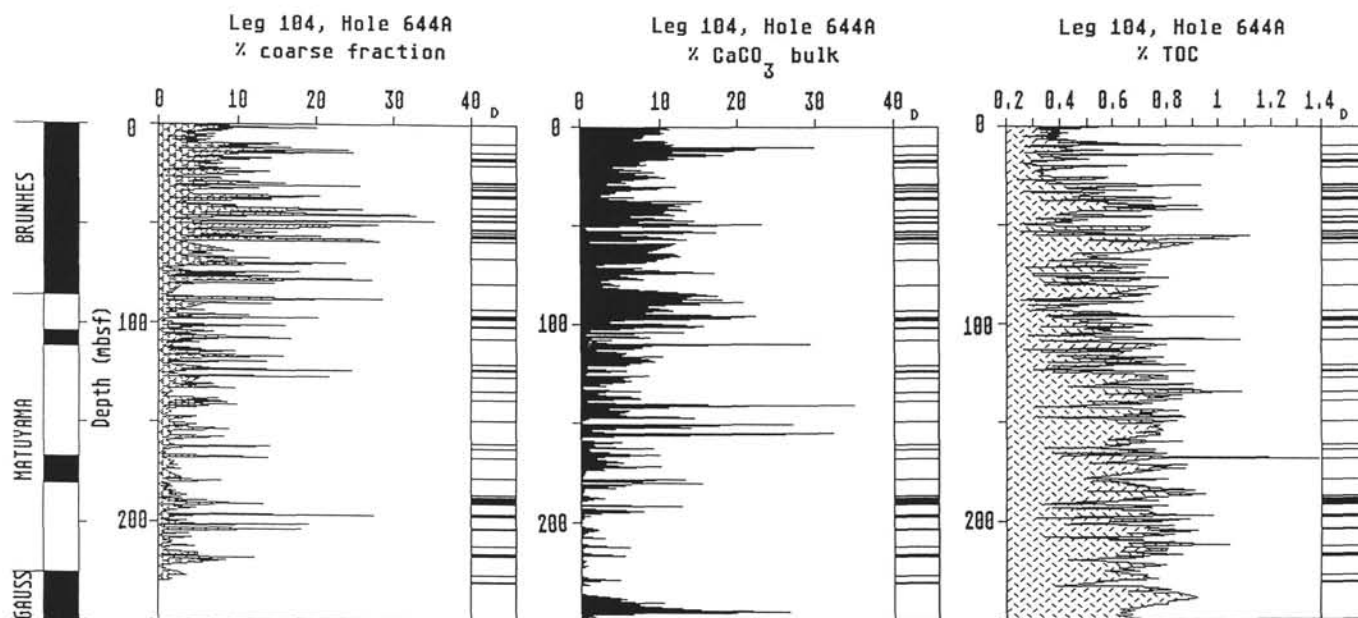 Leg 104, Hole 644A
% coarse fraction
0 10 20 30 40 D
0
100
200
BRUNHES
MATUYAMA
GAUSS
Depth (mbsf)
Leg 104, Hole 644A
% CaCO3 bulk
0 10 20 30 40 D
0
100
200
Leg 104, Hole 644A
% TOC
0.2 0.4 0.6 0.8 1 1.2 1.4 D
0
100
200